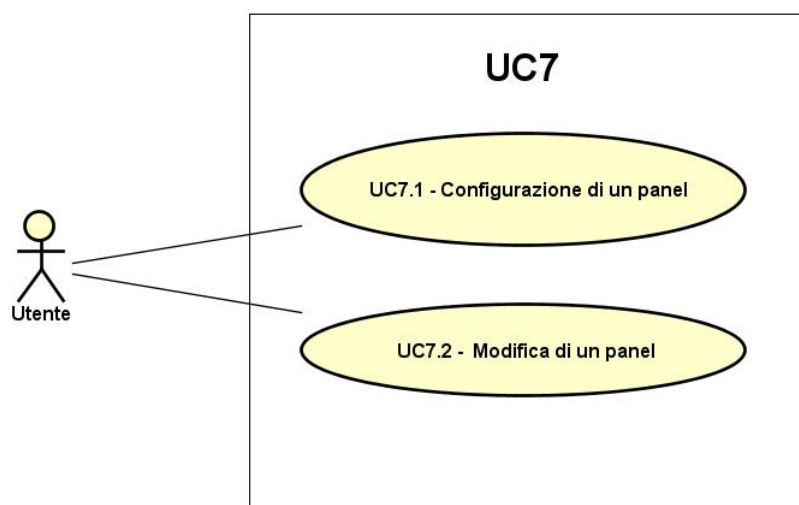 UC7
UC7.1 - Configurazione di un panel
Utente
UC7.2 - Modifica di un panel